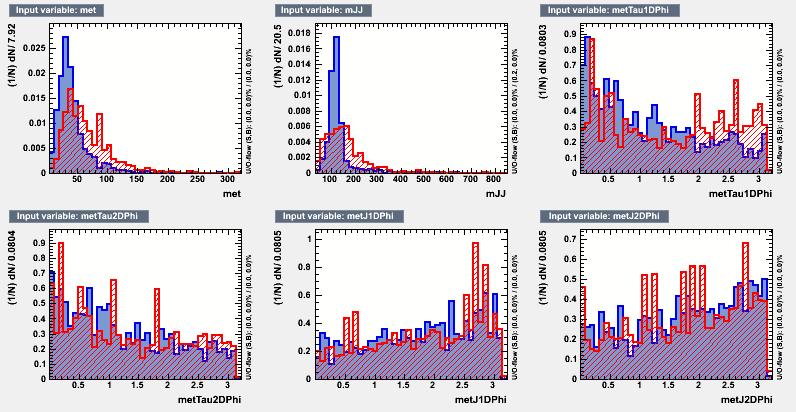 Input variable: met
(1/N) dN/ 7.92
0.025
0.02
0.015
0.01
0.005
0
50 100 150 200 250 300
met
U/O-flow (S,B): (0.0, 0.0)% / (0.0, 0.0)%
Input variable: mJJ
(1/N) dN/ 20.5
0.018
0.016
0.014
0.012
0.01
0.008
0.006
0.004
0.002
0
100 200 300 400 500 600 700 800
mJJ
U/O-flow (S,B): (0.0, 0.0)% / (0.2, 0.0)%
Input variable: metTau1DPhi
(1/N) dN/ 0.0803
0.9
0.8
0.7
0.6
0.5
0.4
0.3
0.2
0.1
0
0.5 1 1.5 2 2.5 3
metTau1DPhi
U/O-flow (S,B): (0.0, 0.0)% / (0.0, 0.0)%
Input variable: metTau2DPhi
(1/N) dN/ 0.0804
0.9
0.8
0.7
0.6
0.5
0.4
0.3
0.2
0.1
0
0.5 1 1.5 2 2.5 3
metTau2DPhi
U/O-flow (S,B): (0.0, 0.0)% / (0.0, 0.0)%
Input variable: metJ1DPhi
(1/N) dN/ 0.0805
1
0.8
0.6
0.4
0.2
0
0.5 1 1.5 2 2.5 3
metJ1DPhi
U/O-flow (S,B): (0.0, 0.0)% / (0.0, 0.0)%
Input variable: metJ2DPhi
(1/N) dN/ 0.0805
0.7
0.6
0.5
0.4
0.3
0.2
0.1
0
0.5 1 1.5 2 2.5 3
metJ2DPhi
U/O-flow (S,B): (0.0, 0.0)% / (0.0, 0.0)%